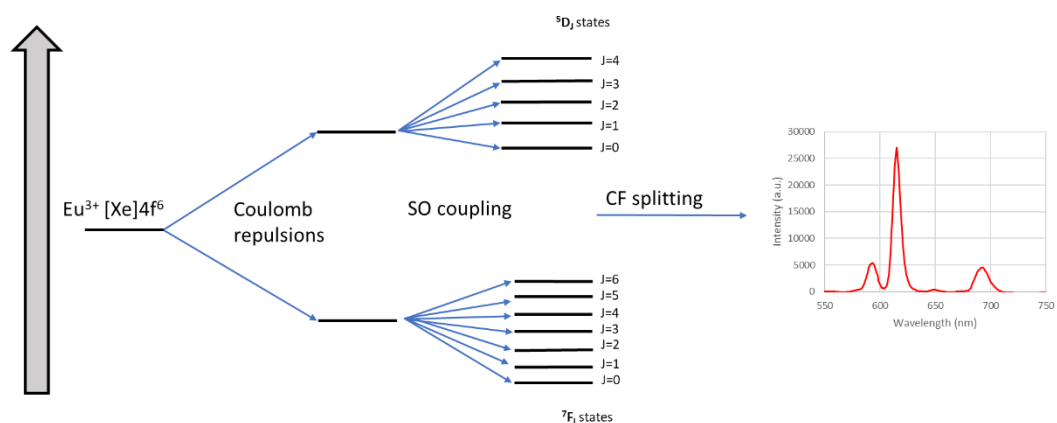 ⁵D_J states
J=4
J=3
J=2
J=1
J=0
Eu³⁺ [Xe]4f⁶
Coulomb
repulsions
SO coupling
CF splitting
J=6
J=5
J=4
J=3
J=2
J=1
J=0
⁷F_J states
30000
25000
20000
15000
10000
5000
0
Intensity (a.u.)
550
600
650
700
750
Wavelength (nm)